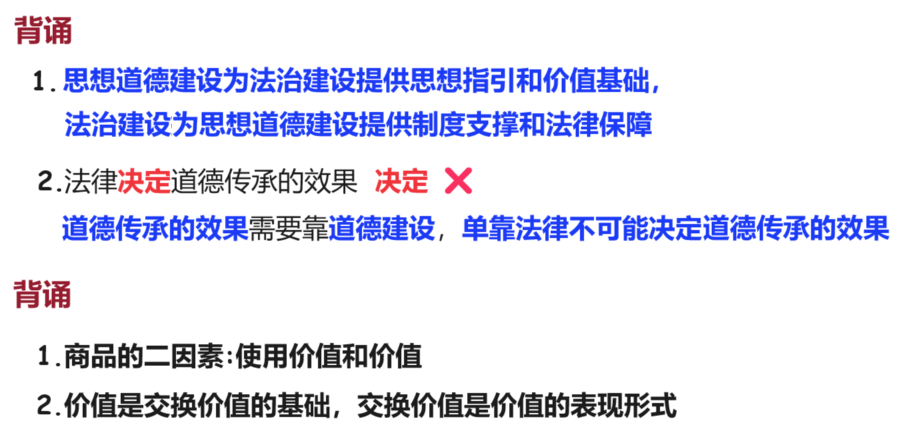 背诵
1. 思想道德建设为法治建设提供思想指引和价值基础,
法治建设为思想道德建设提供制度支撑和法律保障
2.法律决定道德传承的效果 决定 ❌
道德传承的效果需要靠道德建设，单靠法律不可能决定道德传承的效果
背诵
1.商品的二因素:使用价值和价值
2.价值是交换价值的基础，交换价值是价值的表现形式